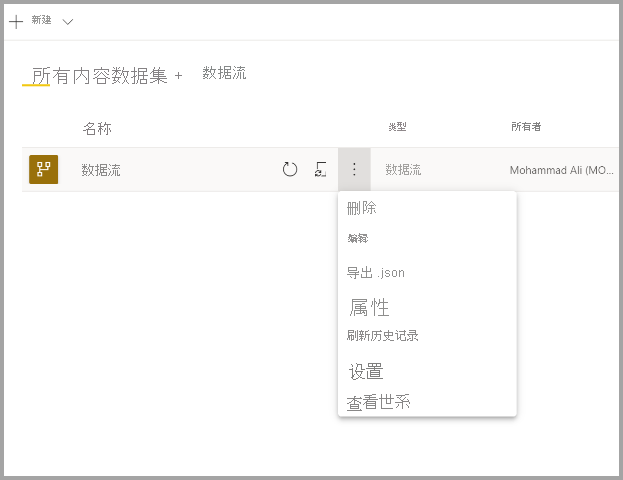 新建
所有内容数据集 + 数据流
名称 类型 所有者
数据流 数据流 Mohammad Ali (MO...
删除
编辑
导出 .json
属性
刷新历史记录
设置
查看世系